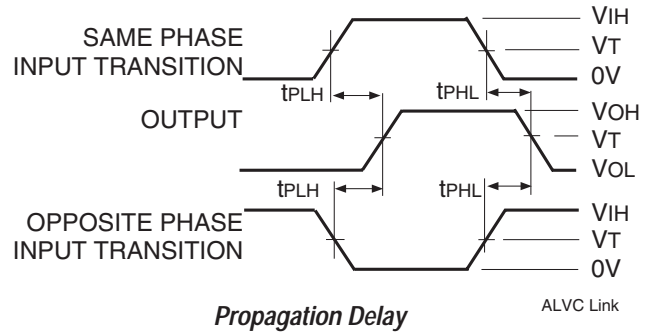 SAME PHASE
INPUT TRANSITION
VIH
VT
0V
tPLH
tPHL
OUTPUT
VOH
VT
VOL
tPLH
tPHL
OPPOSITE PHASE
INPUT TRANSITION
VIH
VT
0V
Propagation Delay
ALVC Link